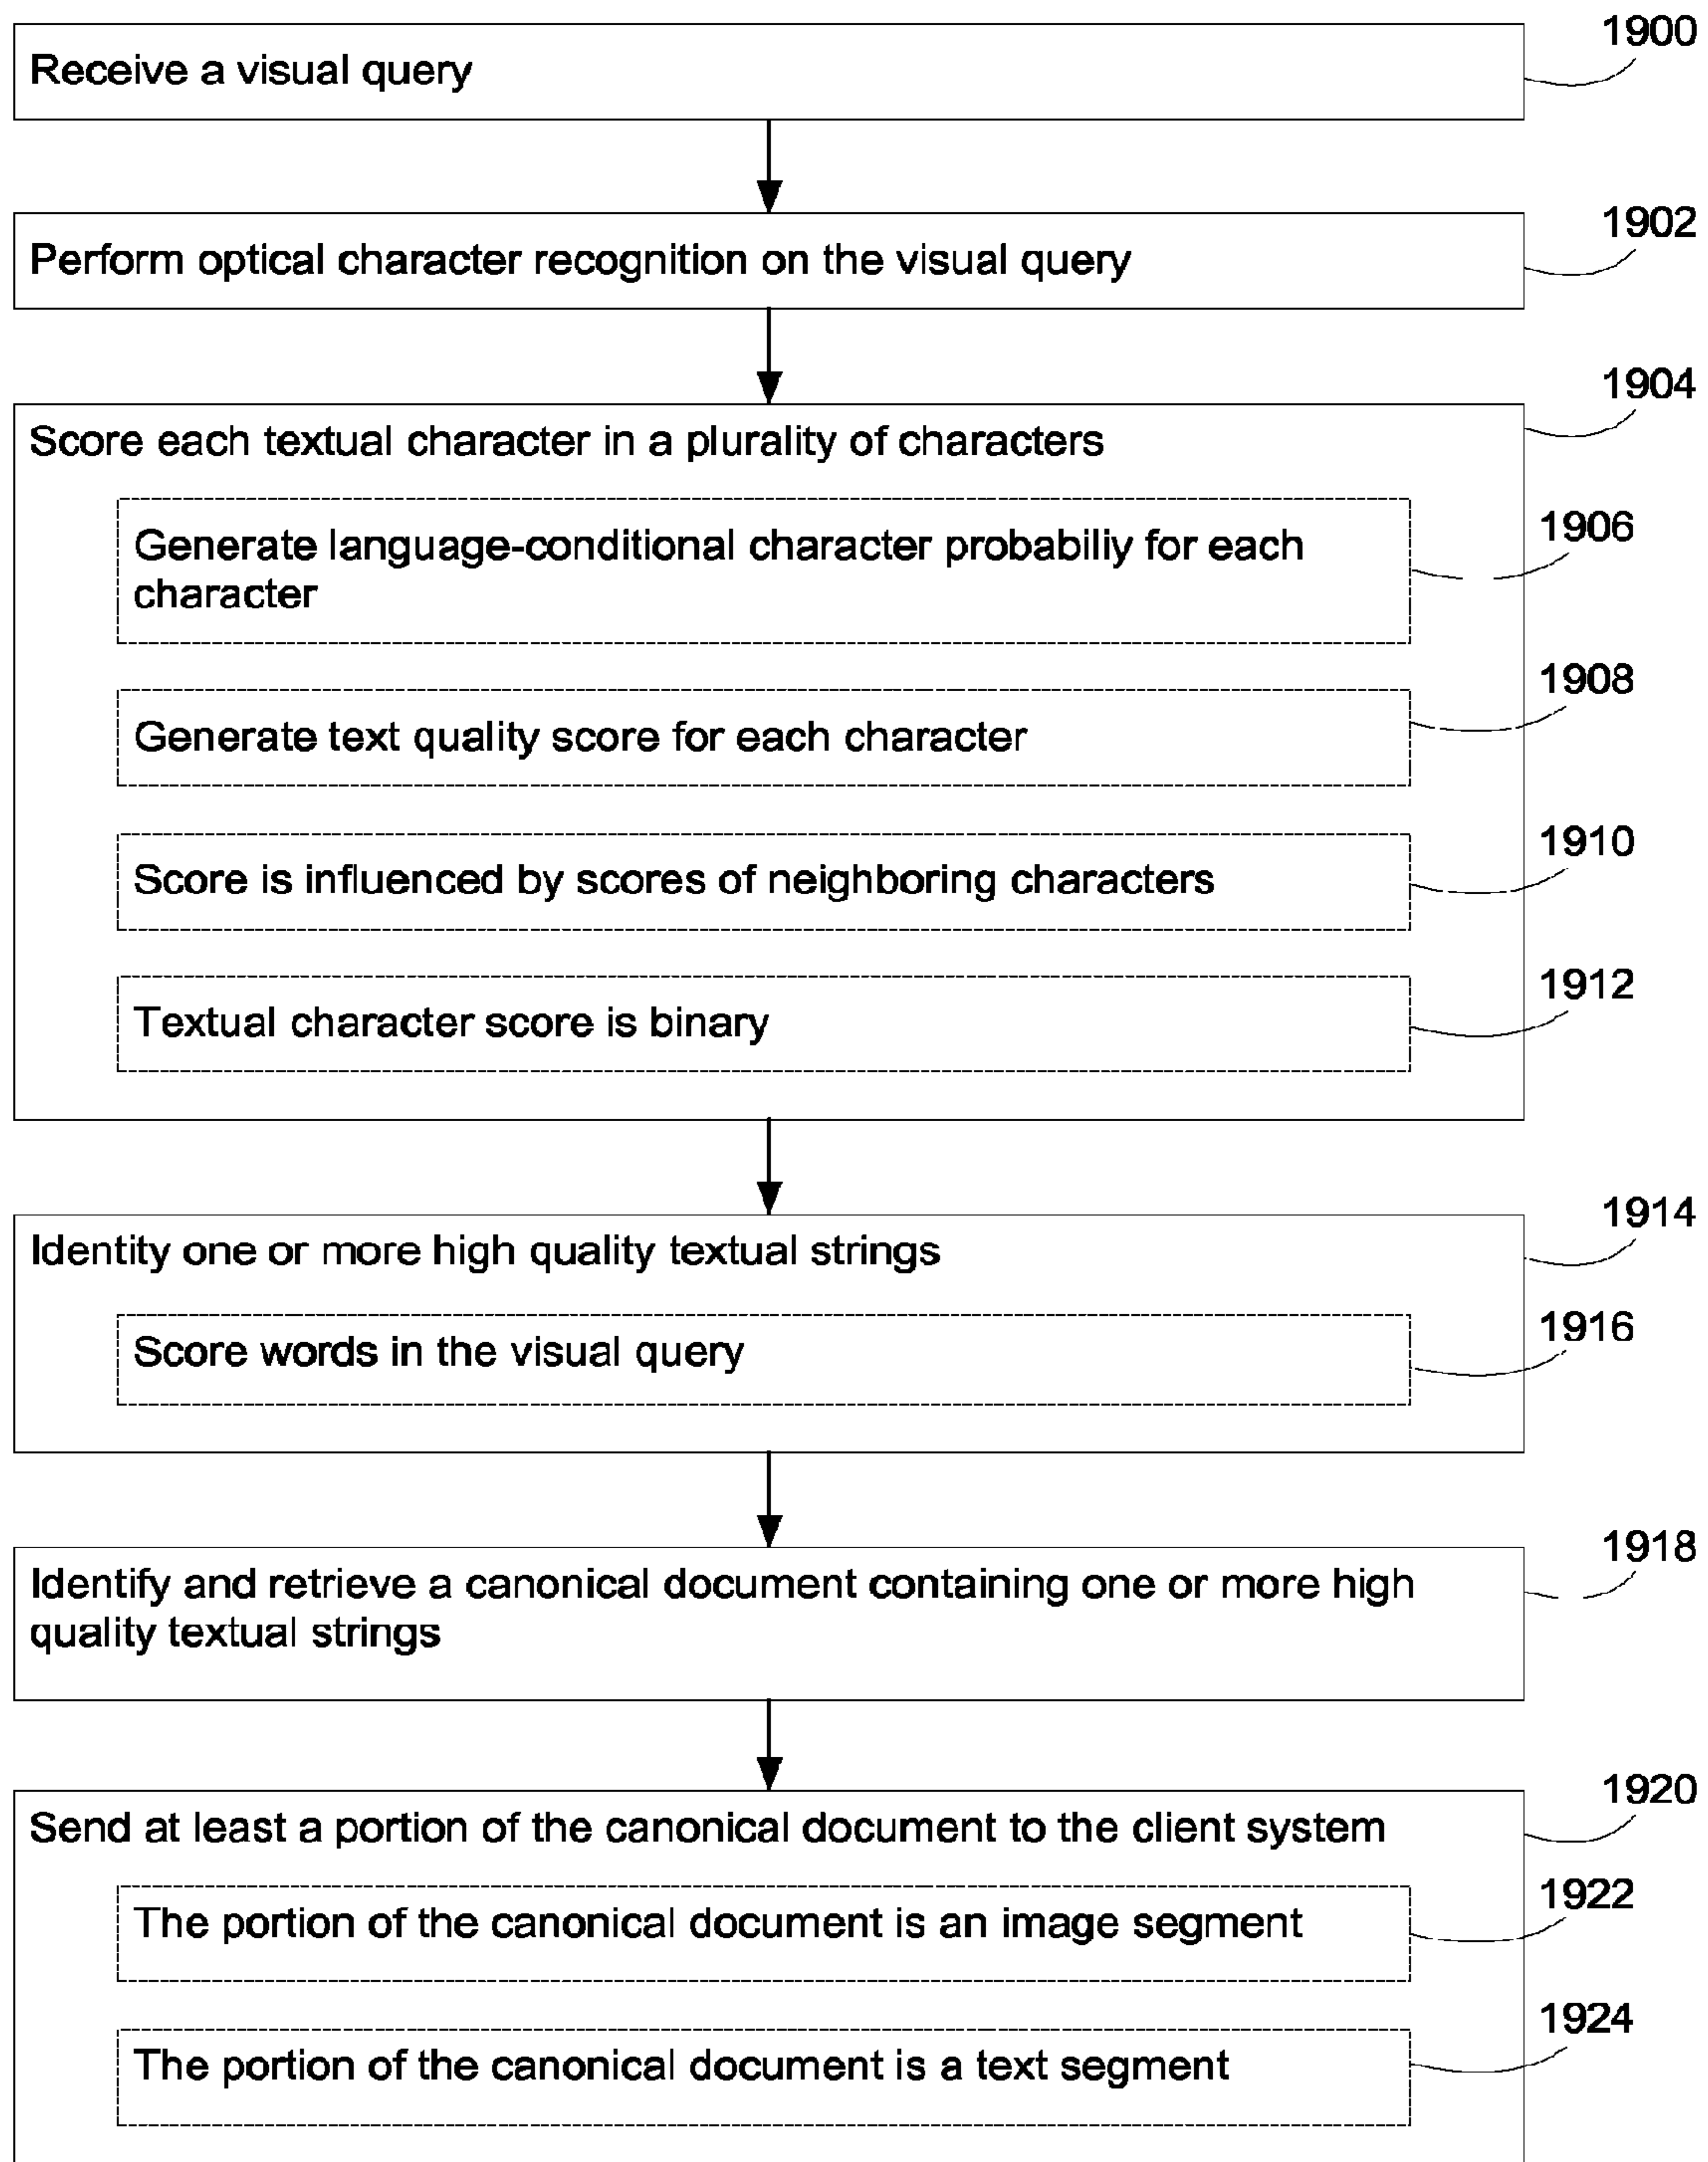 1900
Receive a visual query
1902
Perform optical character recognition on the visual query
1904
Score each textual character in a plurality of characters
1906
Generate language-conditional character probabiliy for each
character
1908
Generate text quality score for each character
1910
Score is influenced by scores of neighboring characters
1912
Textual character score is binary
1914
Identity one or more high quality textual strings
1916
Score words in the visual query
1918
Identify and retrieve a canonical document containing one or more high
quality textual strings
1920
Send at least a portion of the canonical document to the client system
1922
The portion of the canonical document is an image segment
1924
The portion of the canonical document is a text segment